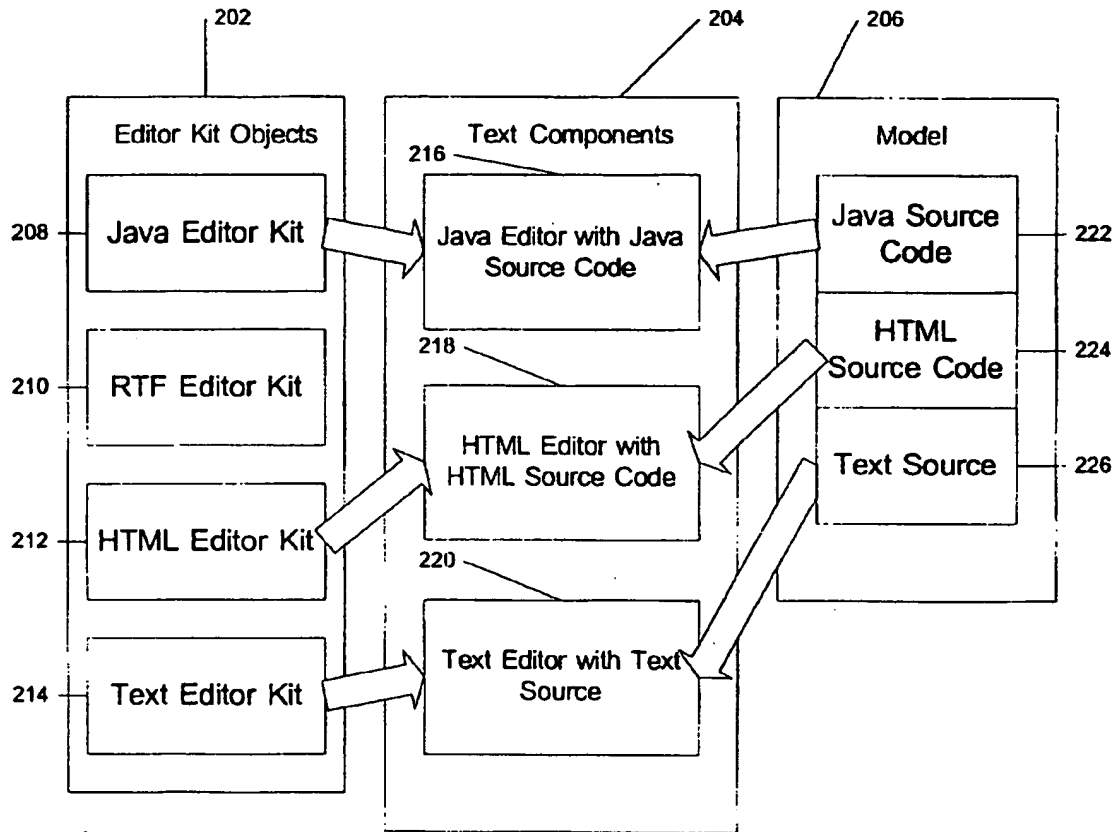 202
204
206
Editor Kit Objects
Text Components
Model
216
208
Java Editor Kit
Java Editor with Java
Source Code
Java Source
Code
222
218
210
RTF Editor Kit
HTML
Source Code
224
HTML Editor with
HTML Source Code
Text Source
226
212
HTML Editor Kit
220
214
Text Editor Kit
Text Editor with Text
Source